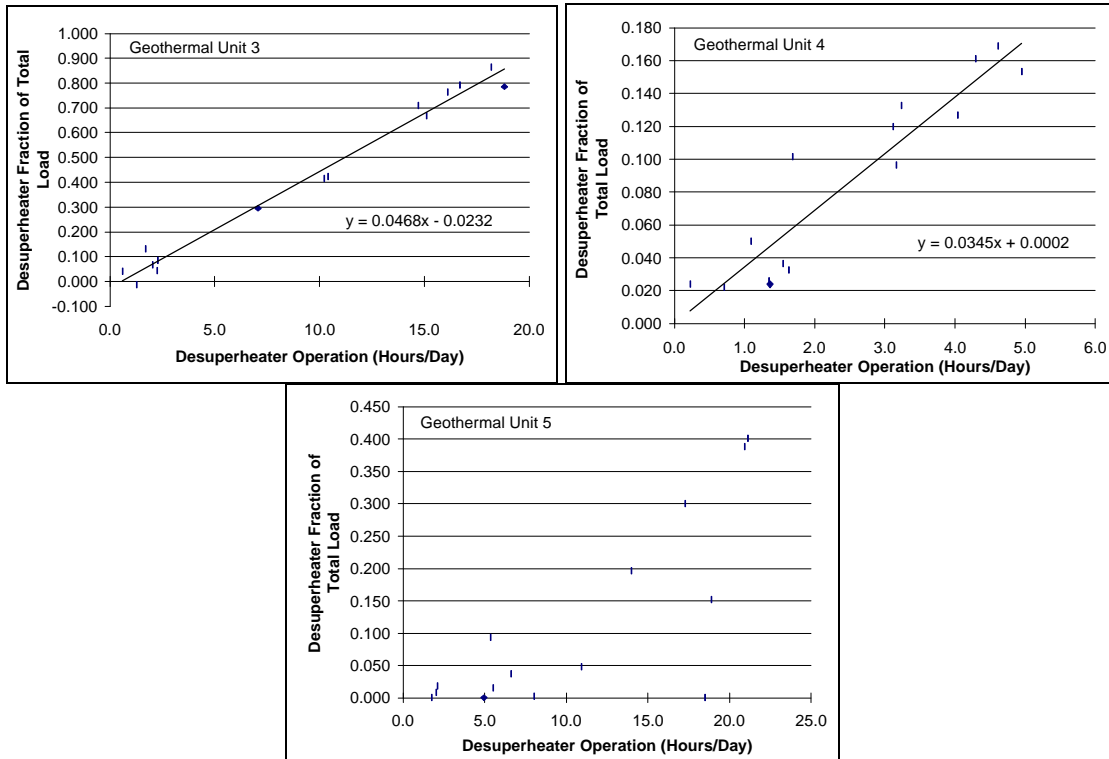 Geothermal Unit 3
Desuperheater Fraction of Total
Load
1.000
0.900
0.800
0.700
0.600
0.500
0.400
0.300
0.200
0.100
0.000
-0.100
y = 0.0468x - 0.0232
0.0 5.0 10.0 15.0 20.0
Desuperheater Operation (Hours/Day)
Geothermal Unit 4
Desuperheater Fraction of
Total Load
0.180
0.160
0.140
0.120
0.100
0.080
0.060
0.040
0.020
0.000
y = 0.0345x + 0.0002
0.0 1.0 2.0 3.0 4.0 5.0 6.0
Desuperheater Operation (Hours/Day)
Geothermal Unit 5
Desuperheater Fraction of
Total Load
0.450
0.400
0.350
0.300
0.250
0.200
0.150
0.100
0.050
0.000
0.0 5.0 10.0 15.0 20.0 25.0
Desuperheater Operation (Hours/Day)